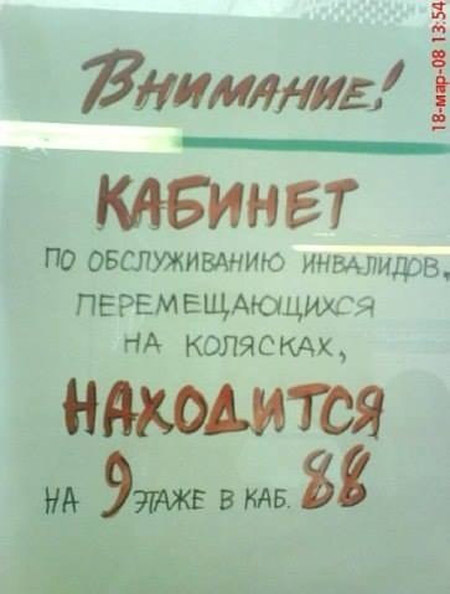 18-мар-08 13:54
Внимание!
КАБИНЕТ
ПО ОБСЛУЖИВАНИЮ ИНВАЛИДОВ,
ПЕРЕМЕЩАЮЩИХСЯ
НА КОЛЯСКАХ,
НАХОДИТСЯ
НА 9 ЭТАЖЕ В КАБ. 88